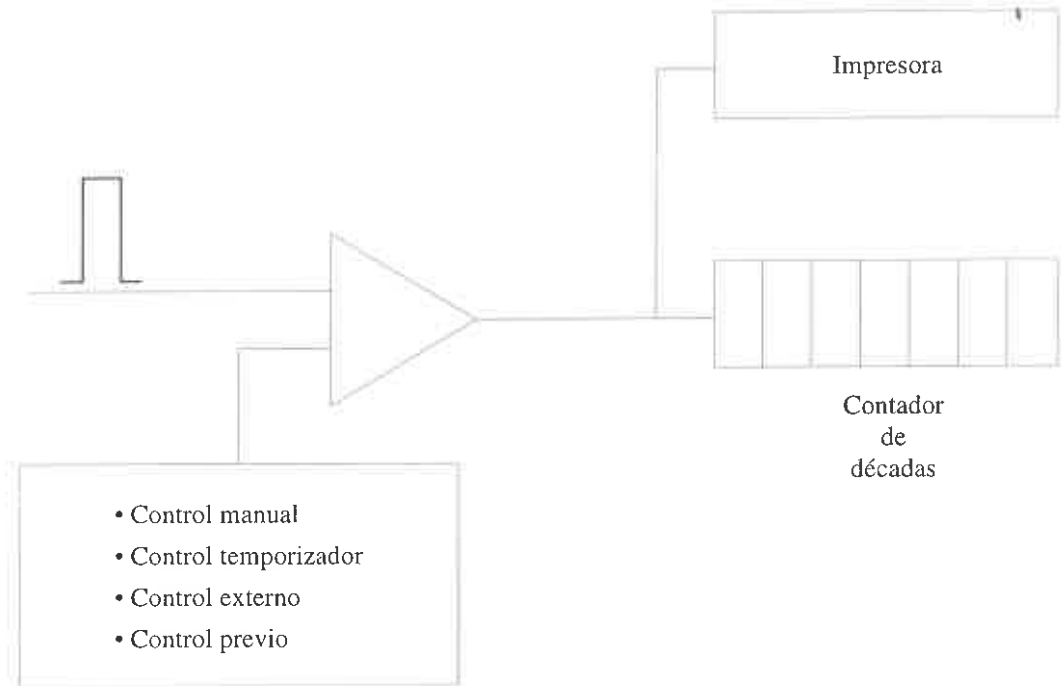 Impresora
Contador
de
décadas
• Control manual
• Control temporizador
• Control externo
• Control previo